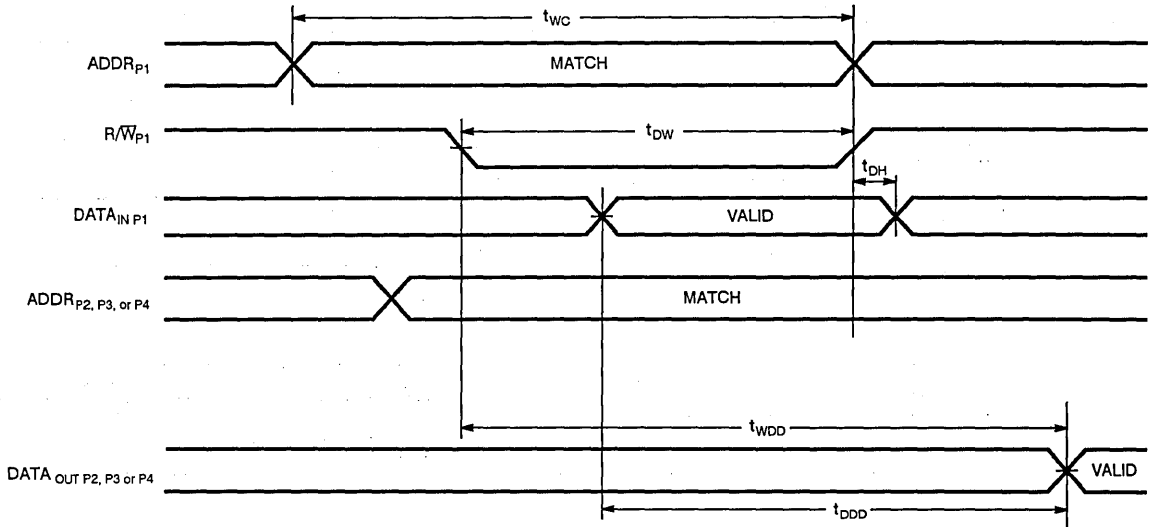 tWC
ADDRP1
MATCH
R/W̅P1
tDW
tDH
DATAIN P1
VALID
ADDRP2, P3, or P4
MATCH
tWDD
DATA OUT P2, P3 or P4
VALID
tDDD